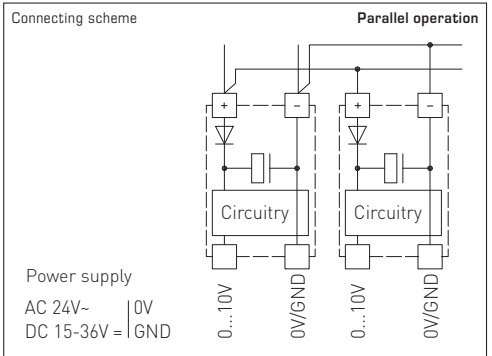 Connecting scheme
Parallel operation
+ − + −
Circuitry Circuitry
Power supply
AC 24V~ | 0V
DC 15-36V = | GND
0...10V
0V/GND
0...10V
0V/GND